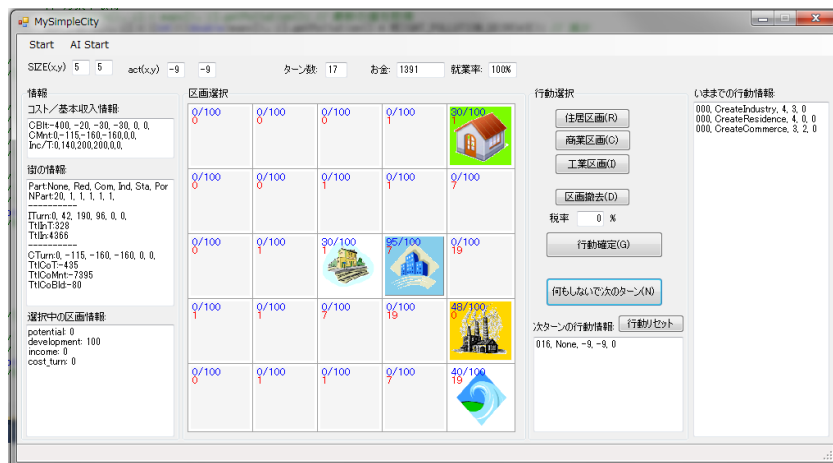 MySimpleCity
Start AI Start
SIZE(x,y) 5 5 act(x,y) -9 -9 ターン数: 17 お金: 1391 就業率: 100%
情報
コスト／基本収入情報:
CBlt:-400, -20, -30, -30, 0, 0,
CMnt:0,-115,-160,-160,0,0,
Inc/T:0,140,200,200,0,0,
街の情報:
Part:None, Red, Com, Ind, Sta, Por
NPart:20, 1, 1, 1, 1, 1,
----------
ITurn:0, 42, 190, 96, 0, 0,
TtlInT:328
TtlIn:4366
----------
CTurn:0, -115, -160, -160, 0, 0,
TtlCoT:-435
TtlCoMnt:-7395
TtlCoBld:-80
選択中の区画情報:
potential: 0
development: 100
income: 0
cost_turn: 0
区画選択
0/100 0/100 0/100 0/100 30/100
0 0 0 1 1
0/100 0/100 0/100 0/100 0/100
0 0 1 1 7
0/100 0/100 30/100 95/100 0/100
0 1 1 7 19
0/100 0/100 0/100 0/100 48/100
1 1 7 19 0
0/100 0/100 0/100 0/100 40/100
0 1 1 7 19
行動選択
住居区画(R)
商業区画(C)
工業区画(I)
区画撤去(D)
税率 0 %
行動確定(G)
何もしないで次のターン(N)
次ターンの行動情報: 行動リセット
016, None, -9, -9, 0
いままでの行動情報:
000, CreateIndustry, 4, 3, 0
000, CreateResidence, 4, 0, 0
000, CreateCommerce, 3, 2, 0